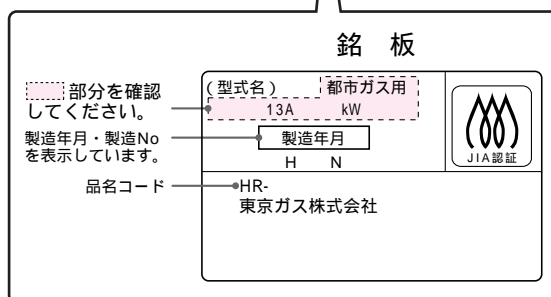 銘 板
部分を確認
してください。
製造年月・製造No
を表示しています。
品名コード
(型式名) 都市ガス用
13A kW
製造年月
H N
HR-
東京ガス株式会社
JIA認証